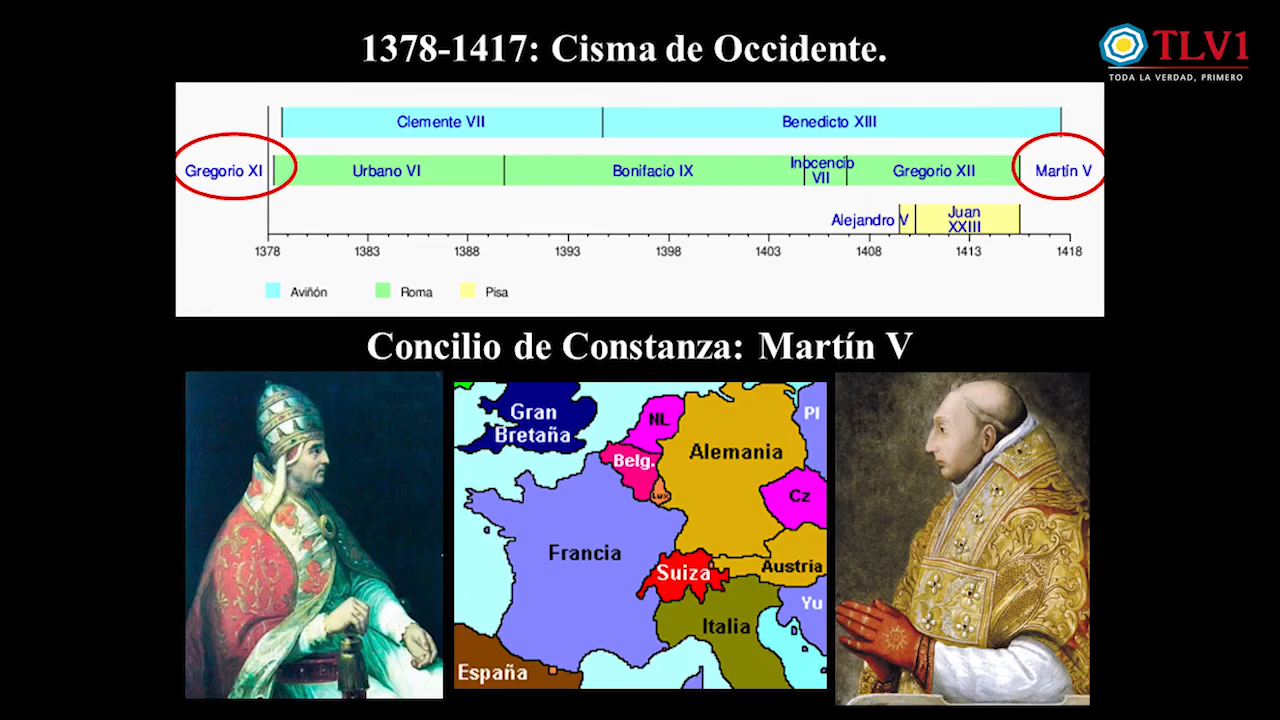 1378-1417: Cisma de Occidente.
TLV1
TODA LA VERDAD, PRIMERO
Clemente VII
Benedicto XIII
Gregorio XI
Urbano VI
Bonifacio IX
Inocencio
VII
Gregorio XII
Martín V
Alejandro V
Juan
XXIII
1378
1383
1388
1393
1398
1403
1408
1413
1418
Aviñón
Roma
Pisa
Concilio de Constanza: Martín V
Gran
Bretaña
NL
Pl
Belg.
Alemania
Lux
Cz
Francia
Suiza
Austria
Yu
Italia
España